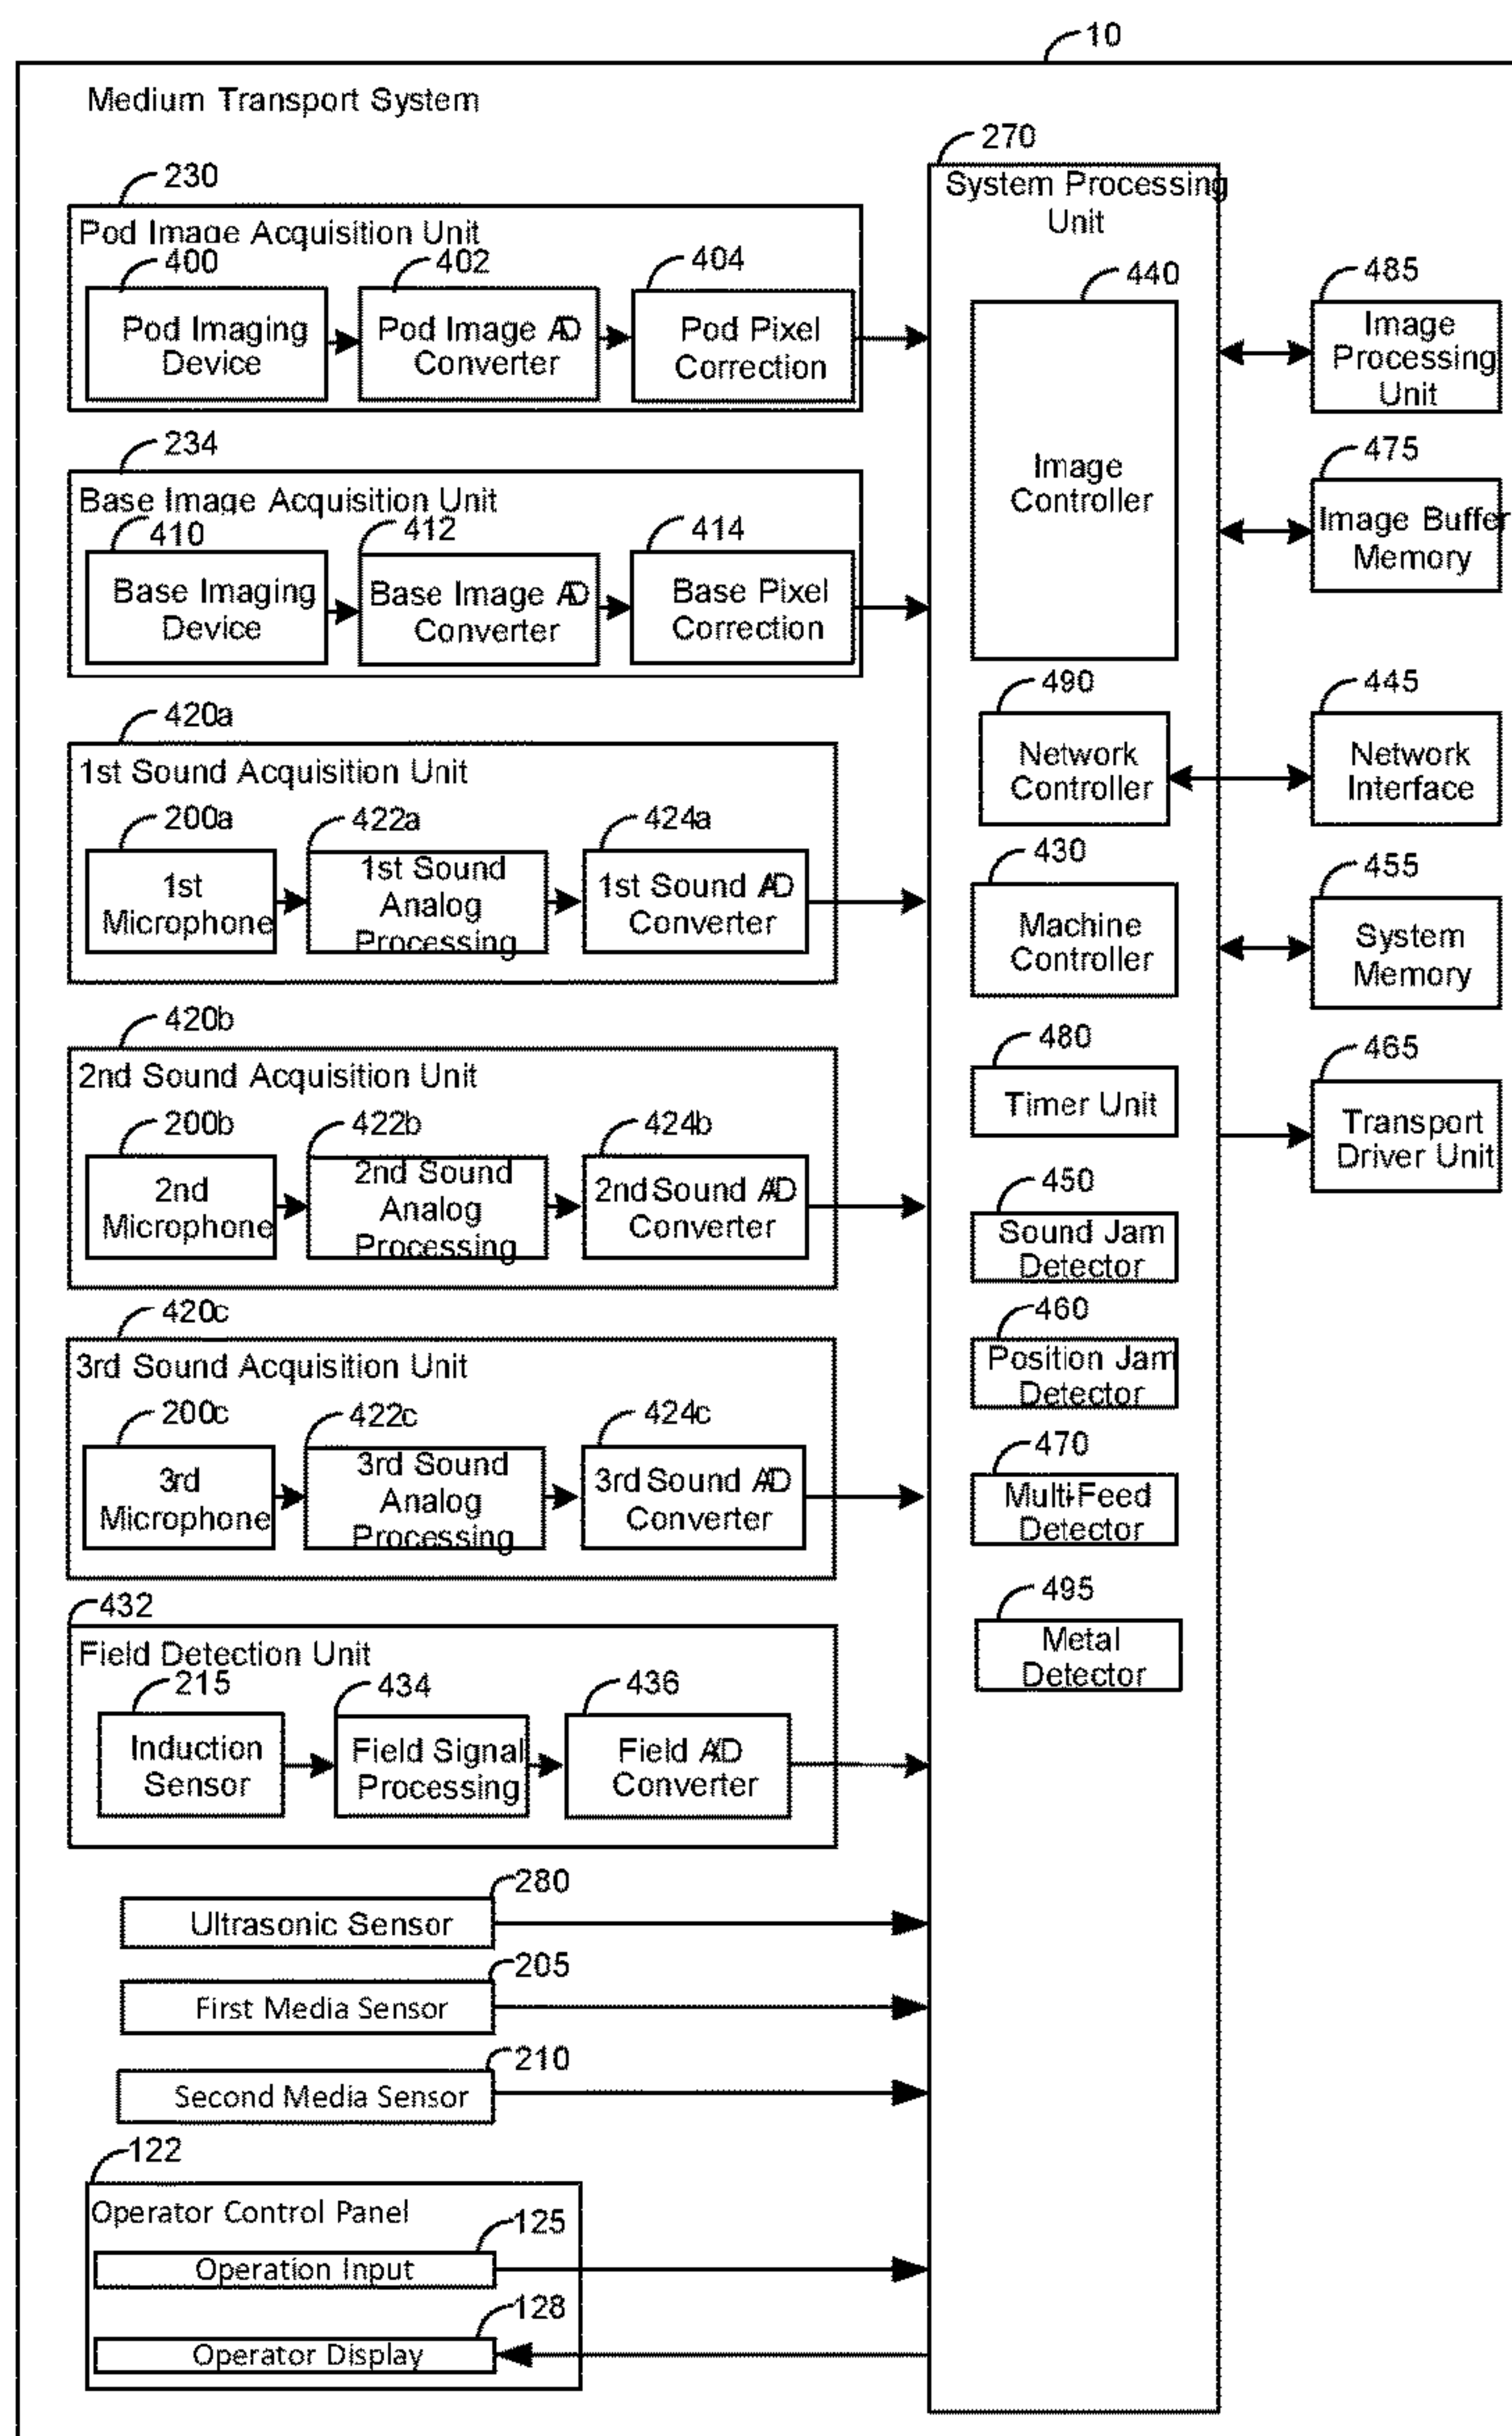 10
Medium Transport System
270
System Processing
Unit
230
Pod Image Acquisition Unit
400
402
404
Pod Imaging
Device
Pod Image A/D
Converter
Pod Pixel
Correction
440
Image
Controller
485
Image
Processing
Unit
234
Base Image Acquisition Unit
410
412
414
Base Imaging
Device
Base Image A/D
Converter
Base Pixel
Correction
475
Image Buffer
Memory
420a
1st Sound Acquisition Unit
200a
422a
424a
1st
Microphone
1st Sound
Analog
Processing
1st Sound A/D
Converter
490
Network
Controller
445
Network
Interface
430
Machine
Controller
455
System
Memory
420b
2nd Sound Acquisition Unit
200b
422b
424b
2nd
Microphone
2nd Sound
Analog
Processing
2nd Sound A/D
Converter
480
Timer Unit
465
Transport
Driver Unit
450
Sound Jam
Detector
420c
3rd Sound Acquisition Unit
200c
422c
424c
3rd
Microphone
3rd Sound
Analog
Processing
3rd Sound A/D
Converter
460
Position Jam
Detector
470
Multi-Feed
Detector
432
Field Detection Unit
215
434
436
Induction
Sensor
Field Signal
Processing
Field A/D
Converter
495
Metal
Detector
280
Ultrasonic Sensor
205
First Media Sensor
210
Second Media Sensor
122
Operator Control Panel
125
Operation Input
128
Operator Display